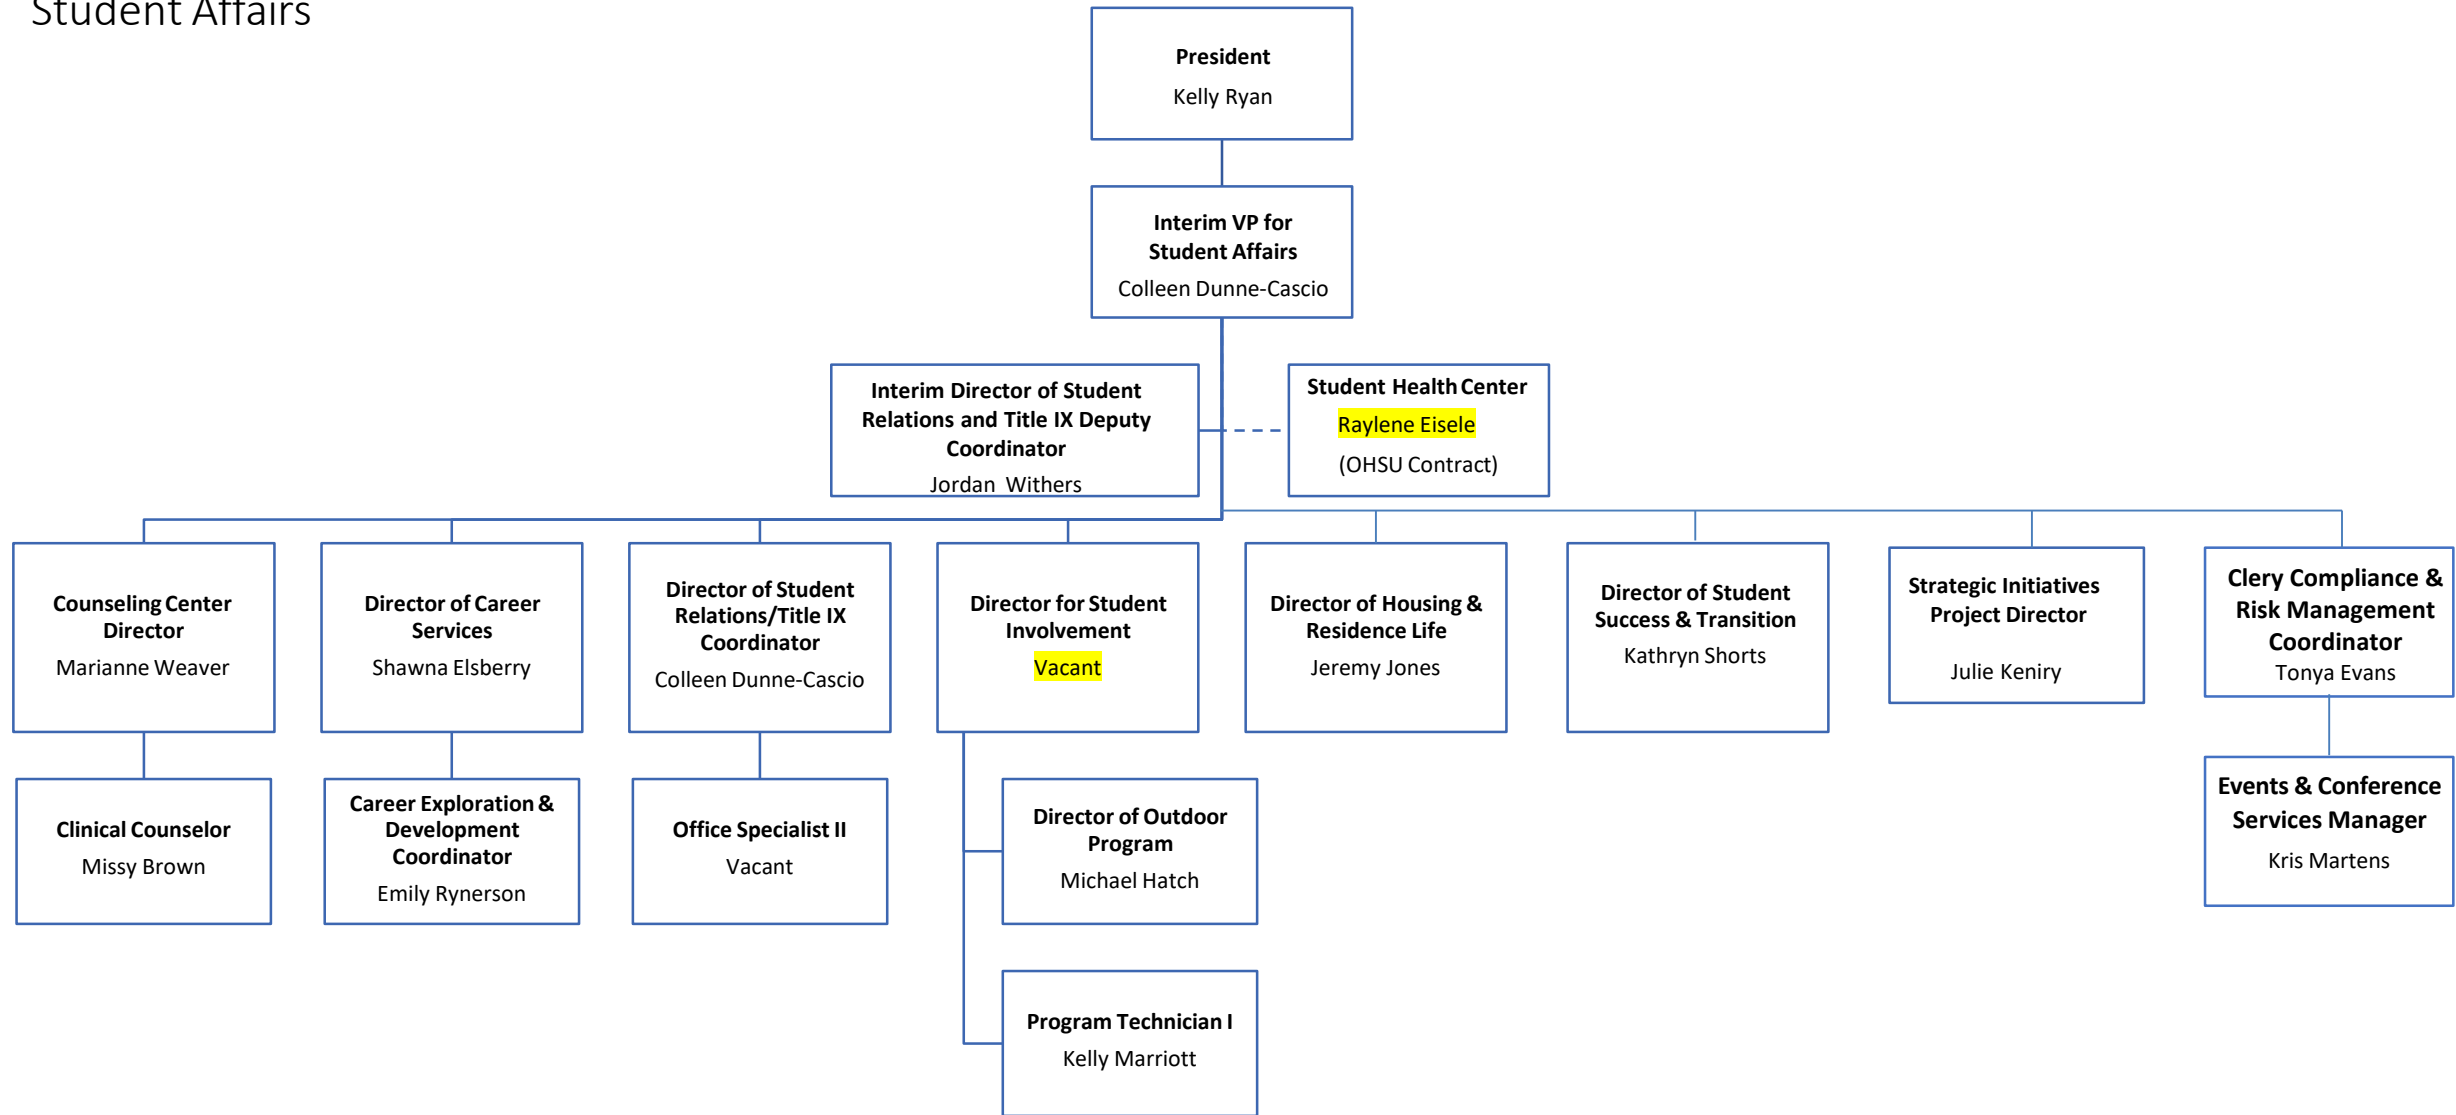 Student Affairs
President
Kelly Ryan
Interim VP for
Student Affairs
Colleen Dunne-Cascio
Interim Director of Student
Relations and Title IX Deputy
Coordinator
Jordan Withers
Student Health Center
Raylene Eisele
(OHSU Contract)
Counseling Center
Director
Marianne Weaver
Director of Career
Services
Shawna Elsberry
Director of Student
Relations/Title IX
Coordinator
Colleen Dunne-Cascio
Director for Student
Involvement
Vacant
Director of Housing &
Residence Life
Jeremy Jones
Director of Student
Success & Transition
Kathryn Shorts
Strategic Initiatives
Project Director
Julie Keniry
Clery Compliance &
Risk Management
Coordinator
Tonya Evans
Clinical Counselor
Missy Brown
Career Exploration &
Development
Coordinator
Emily Rynerson
Office Specialist II
Vacant
Director of Outdoor
Program
Michael Hatch
Events & Conference
Services Manager
Kris Martens
Program Technician I
Kelly Marriott